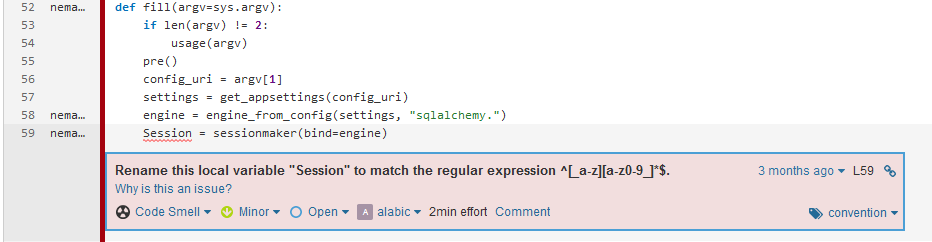 52 nema... def fill(argv=sys.argv):
53 if len(argv) != 2:
54 usage(argv)
55 pre()
56 config_uri = argv[1]
57 settings = get_appsettings(config_uri)
58 nema... engine = engine_from_config(settings, "sqlalchemy.")
59 nema... Session = sessionmaker(bind=engine)
Rename this local variable "Session" to match the regular expression ^[_a-z][a-z0-9_]*$. 3 months ago L59
Why is this an issue?
Code Smell Minor Open A alabic 2min effort Comment convention